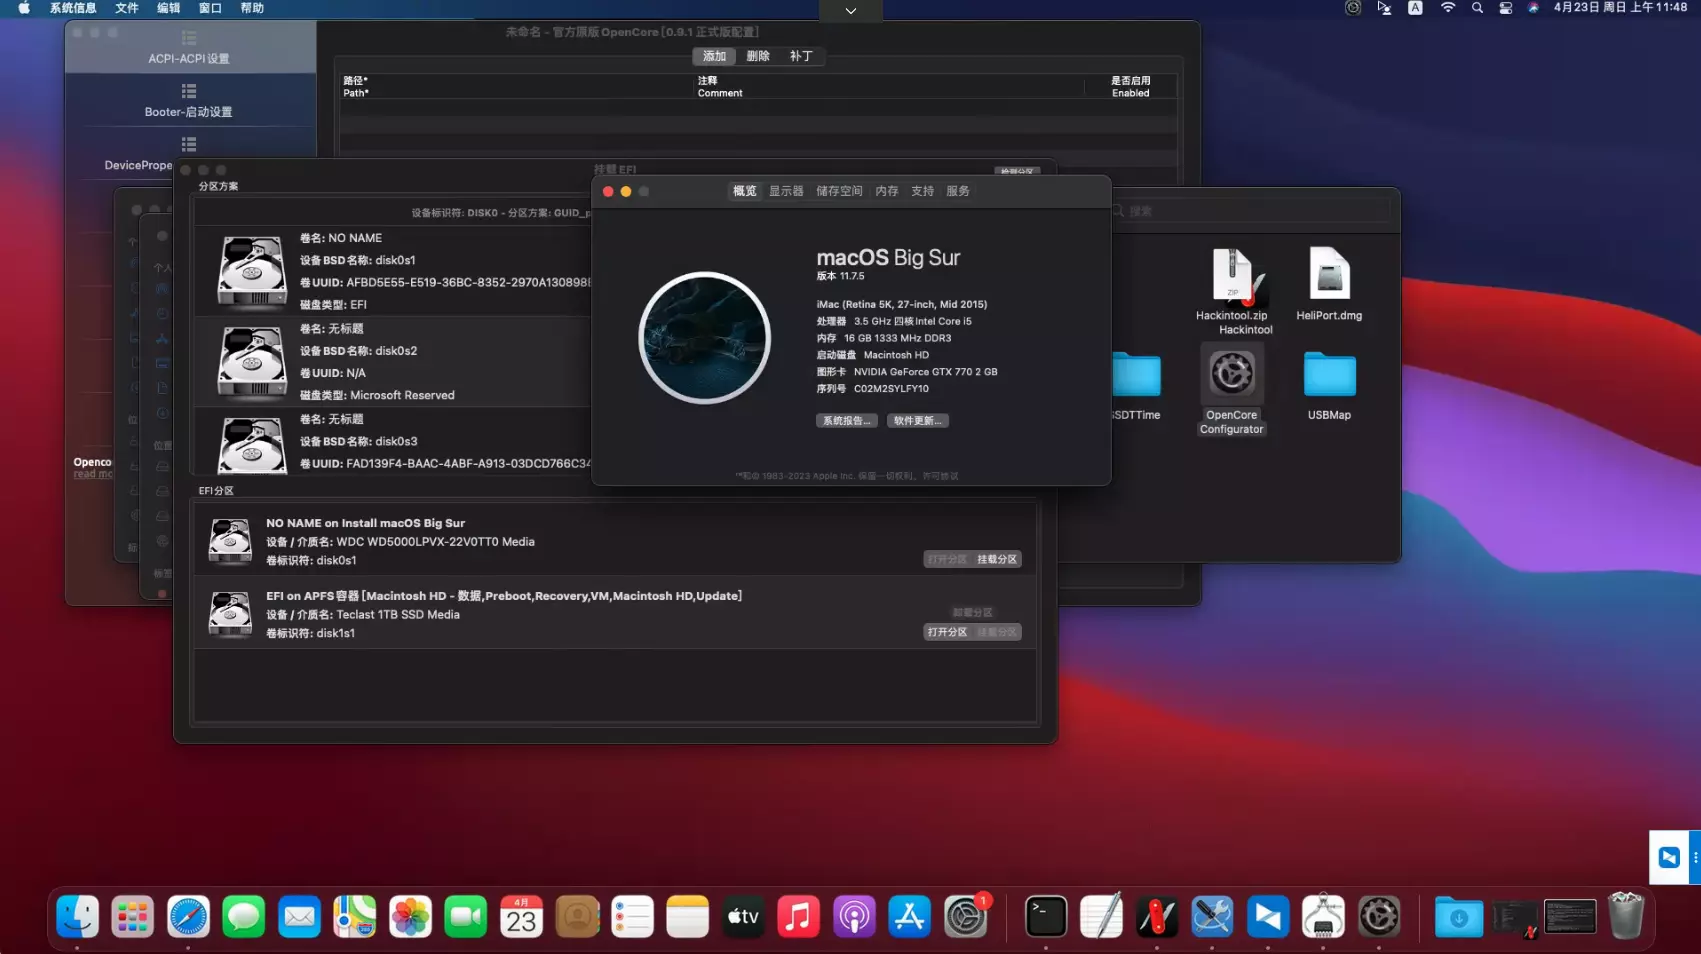 系统信息 文件 编辑 窗口 帮助
4月23日 周日 上午11:48
未命名 - 官方原版 OpenCore [0.9.1 正式版配置]
ACPI-ACPI 设置
添加 删除 补丁
路径* 注释 是否启用
Path* Comment Enabled
Booter-启动设置
DevicePrope
挂载 EFI
检测分区
分区方案
设备标识符: DISK0 - 分区方案: GUID_p
卷名: NO NAME
设备 BSD 名称: disk0s1
卷 UUID: AFBD5E55-E519-36BC-8352-2970A130898
磁盘类型: EFI
卷名: 无标题
设备 BSD 名称: disk0s2
卷 UUID: N/A
磁盘类型: Microsoft Reserved
卷名: 无标题
设备 BSD 名称: disk0s3
卷 UUID: FAD139F4-BAAC-4ABF-A913-03DCD766C34
概览 显示器 储存空间 内存 支持 服务
macOS Big Sur
版本 11.7.5
iMac (Retina 5K, 27-inch, Mid 2015)
处理器 3.5 GHz 四核Intel Core i5
内存 16 GB 1333 MHz DDR3
启动磁盘 Macintosh HD
图形卡 NVIDIA GeForce GTX 770 2 GB
序列号 C02M2SYLFY10
系统报告... 软件更新...
™和© 1983-2023 Apple Inc. 保留一切权利。许可协议
搜索
ZIP
Hackintool.zip
Hackintool
HeliPort.dmg
SSDTTime
OpenCore
Configurator
USBMap
Openco
read mo
EFI分区
NO NAME on Install macOS Big Sur
设备 / 介质名: WDC WD5000LPVX-22V0TT0 Media
卷标识符: disk0s1
打开分区 挂载分区
EFI on APFS 容器 [Macintosh HD - 数据,Preboot,Recovery,VM,Macintosh HD,Update]
设备 / 介质名: Teclast 1TB SSD Media
卷标识符: disk1s1
卸载分区
打开分区 挂载分区
4月
23
tv
1